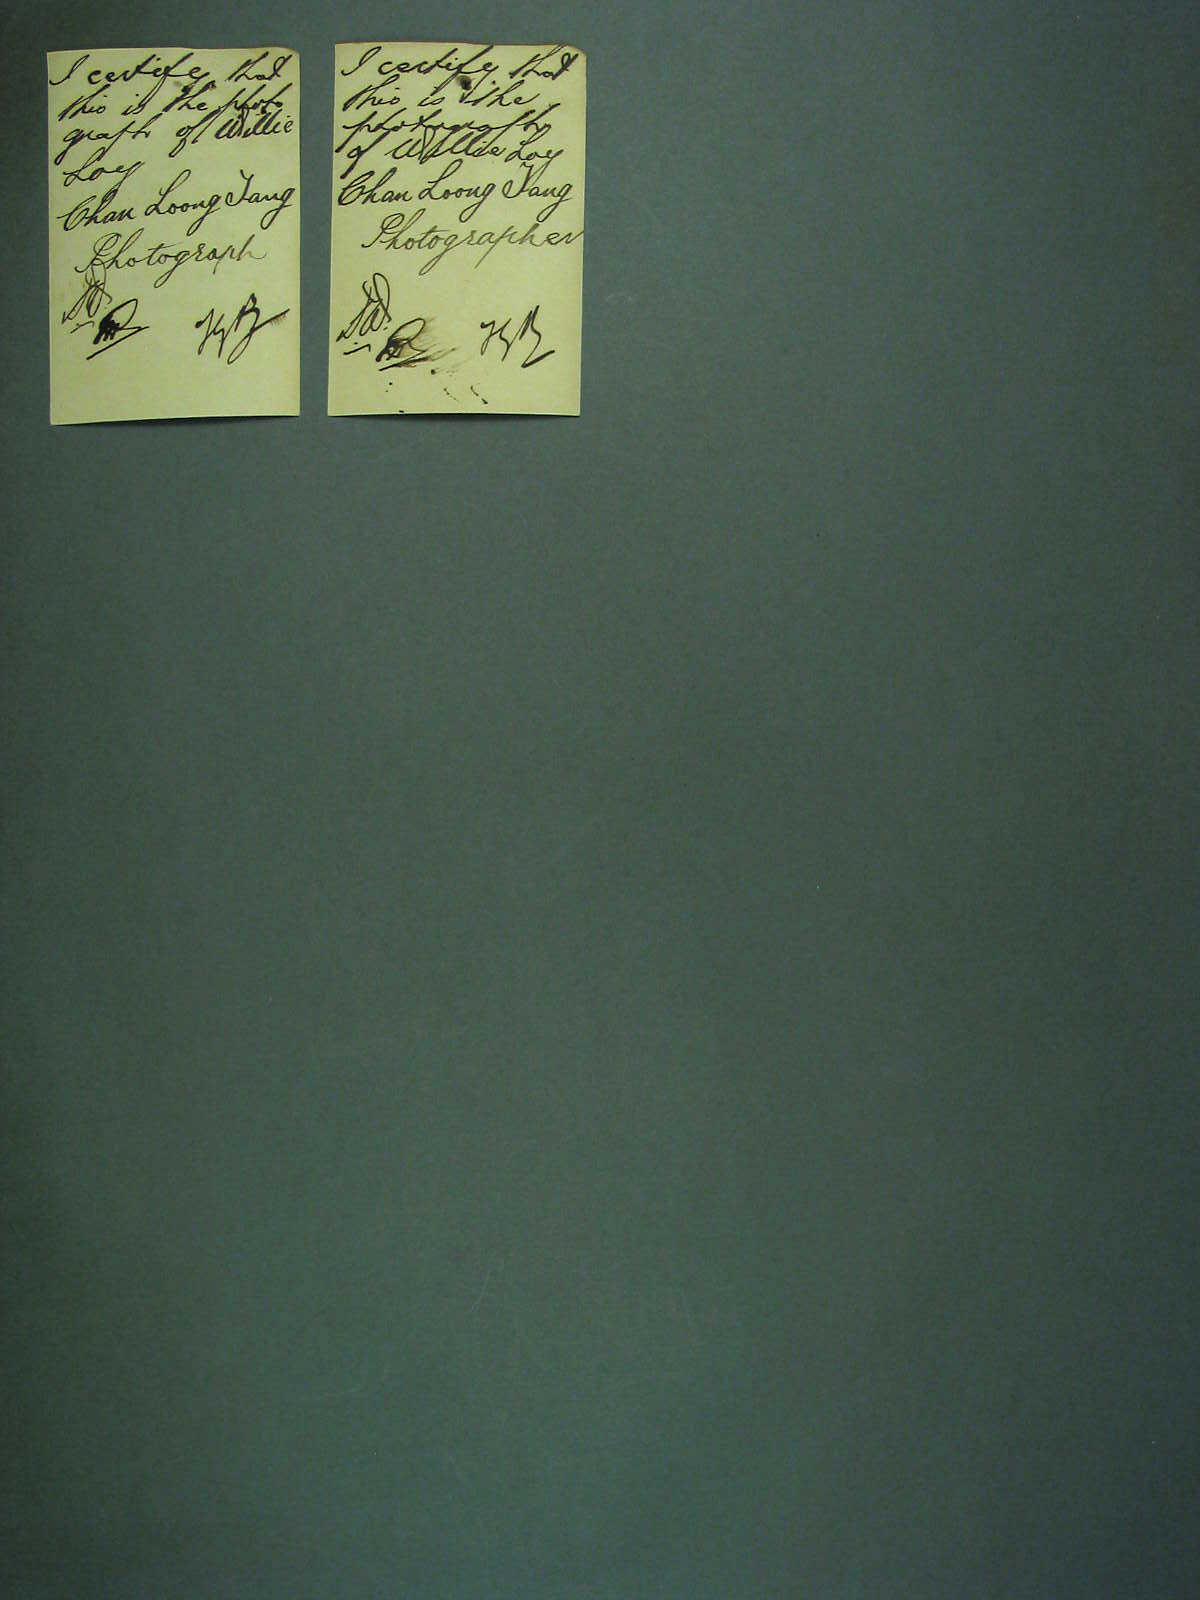 I certify that
this is the photo
graph of Willie
Loy
Chan Loong Tang
Photograph
I certify that
this is the
photograph
of Willie Loy
Chan Loong Tang
Photographer